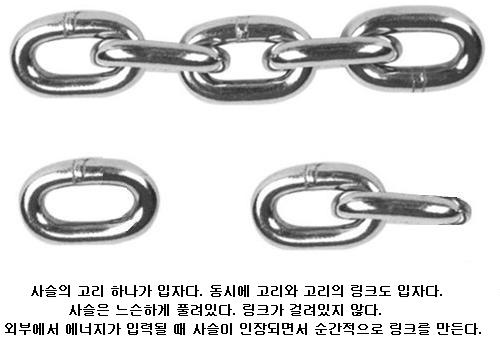 사슬의 고리 하나가 입자다. 동시에 고리와 고리의 링크도 입자다.
사슬은 느슨하게 풀려있다. 링크가 걸려있지 않다.
외부에서 에너지가 입력될 때 사슬이 인장되면서 순간적으로 링크를 만든다.